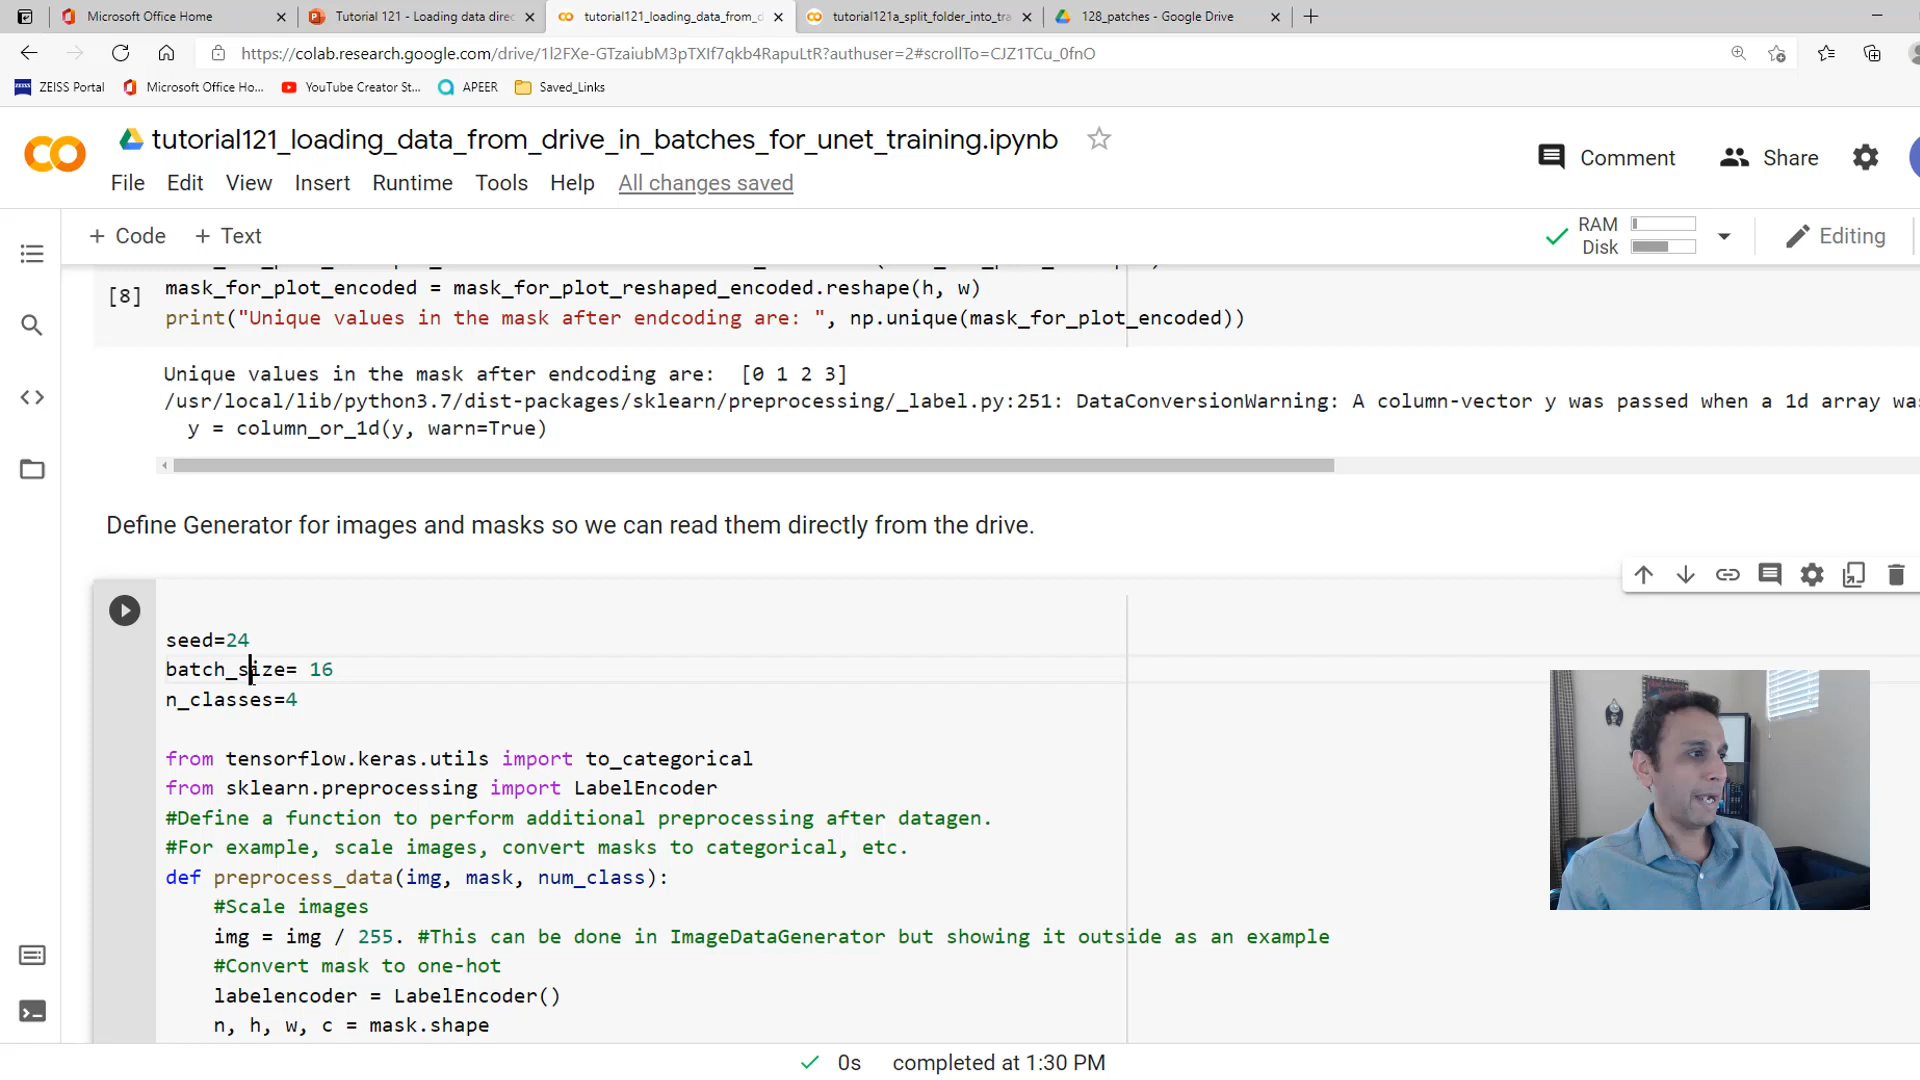 Microsoft Office Home
Tutorial 121 - Loading data direc
tutorial121_loading_data_from_d
tutorial121a_split_folder_into_tra
128_patches - Google Drive
https://colab.research.google.com/drive/1l2FXe-GTzaiubM3pTXIf7qkb4RapuLtR?authuser=2#scrollTo=CJZ1TCu_0fnO
ZEISS Portal
Microsoft Office Ho...
YouTube Creator St...
APEER
Saved_Links
tutorial121_loading_data_from_drive_in_batches_for_unet_training.ipynb
Comment
Share
File Edit View Insert Runtime Tools Help All changes saved
+ Code + Text
RAM
Disk
Editing
[8]
mask_for_plot_encoded = mask_for_plot_reshaped_encoded.reshape(h, w)
print("Unique values in the mask after endcoding are: ", np.unique(mask_for_plot_encoded))
Unique values in the mask after endcoding are:  [0 1 2 3]
/usr/local/lib/python3.7/dist-packages/sklearn/preprocessing/_label.py:251: DataConversionWarning: A column-vector y was passed when a 1d array was
y = column_or_1d(y, warn=True)
Define Generator for images and masks so we can read them directly from the drive.
seed=24
batch_size= 16
n_classes=4
from tensorflow.keras.utils import to_categorical
from sklearn.preprocessing import LabelEncoder
#Define a function to perform additional preprocessing after datagen.
#For example, scale images, convert masks to categorical, etc.
def preprocess_data(img, mask, num_class):
#Scale images
img = img / 255. #This can be done in ImageDataGenerator but showing it outside as an example
#Convert mask to one-hot
labelencoder = LabelEncoder()
n, h, w, c = mask.shape
0s completed at 1:30 PM